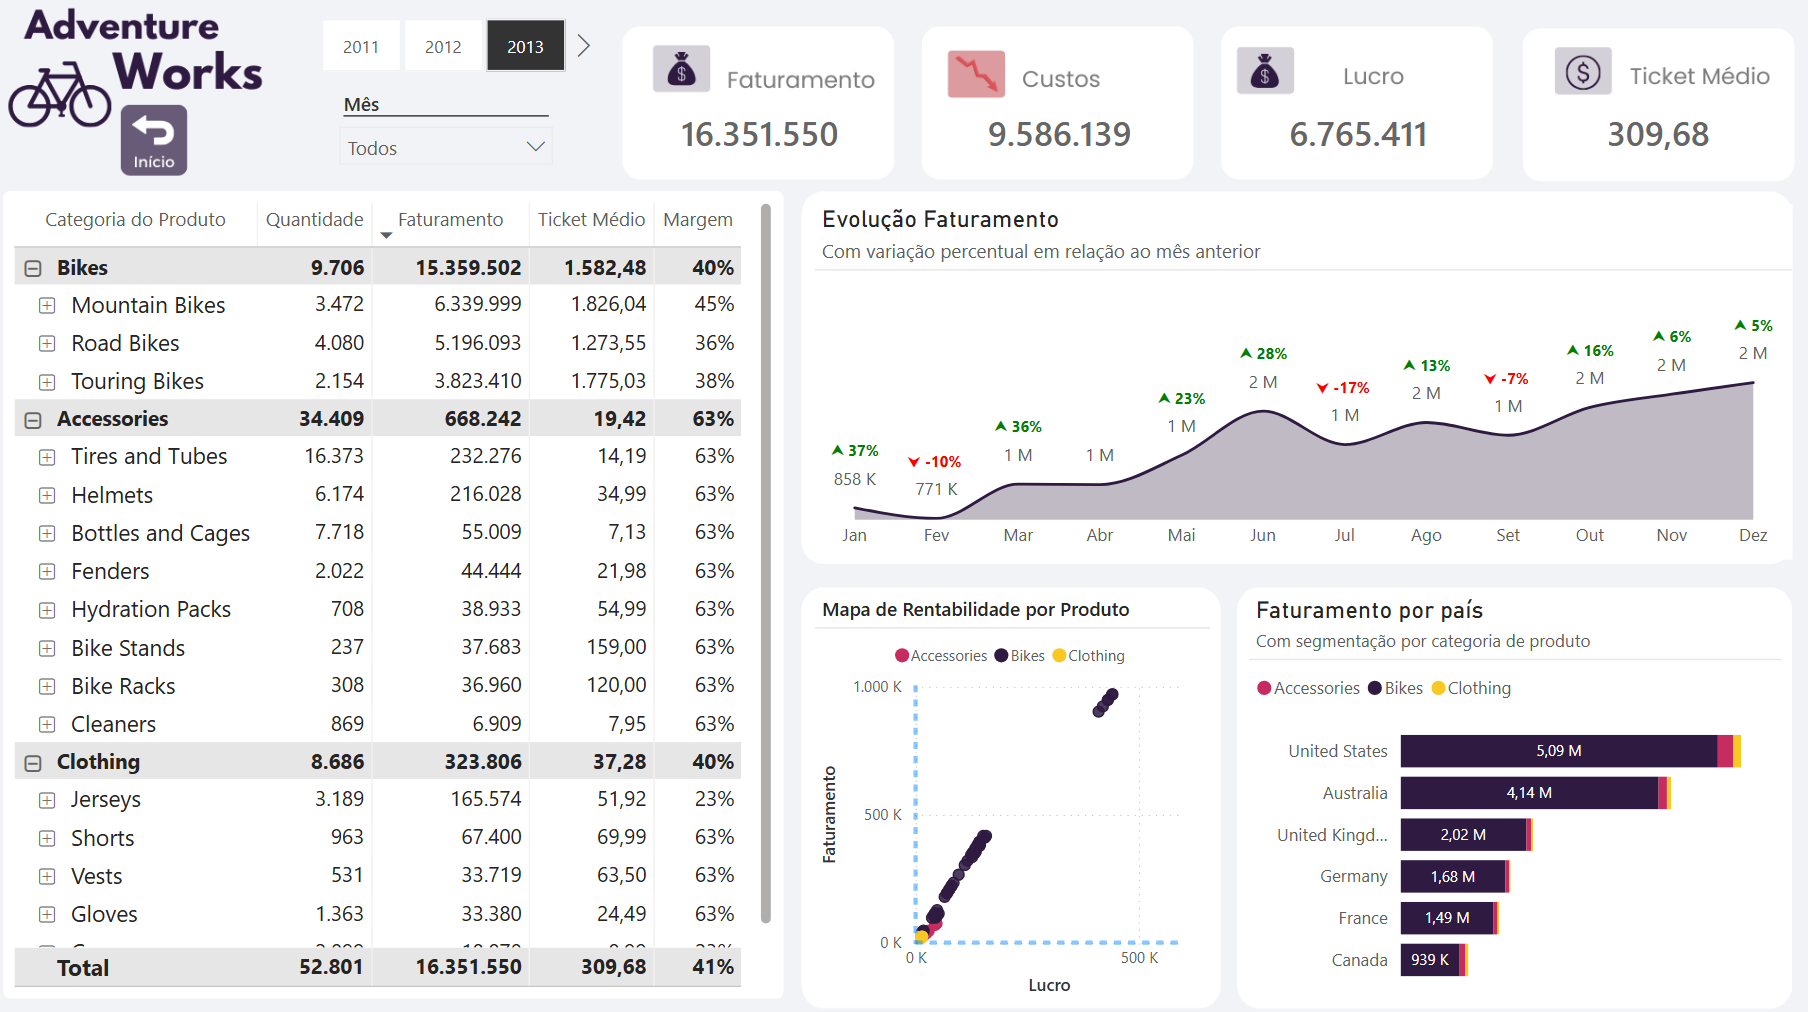 Adventure
Works
Início
2011
2012
2013
Mês
Todos
Faturamento
16.351.550
Custos
9.586.139
Lucro
6.765.411
Ticket Médio
309,68
Categoria do Produto Quantidade Faturamento Ticket Médio Margem
Bikes 9.706 15.359.502 1.582,48 40%
Mountain Bikes 3.472 6.339.999 1.826,04 45%
Road Bikes 4.080 5.196.093 1.273,55 36%
Touring Bikes 2.154 3.823.410 1.775,03 38%
Accessories 34.409 668.242 19,42 63%
Tires and Tubes 16.373 232.276 14,19 63%
Helmets 6.174 216.028 34,99 63%
Bottles and Cages 7.718 55.009 7,13 63%
Fenders 2.022 44.444 21,98 63%
Hydration Packs 708 38.933 54,99 63%
Bike Stands 237 37.683 159,00 63%
Bike Racks 308 36.960 120,00 63%
Cleaners 869 6.909 7,95 63%
Clothing 8.686 323.806 37,28 40%
Jerseys 3.189 165.574 51,92 23%
Shorts 963 67.400 69,99 63%
Vests 531 33.719 63,50 63%
Gloves 1.363 33.380 24,49 63%
Total 52.801 16.351.550 309,68 41%
Evolução Faturamento
Com variação percentual em relação ao mês anterior
37%
858 K
-10%
771 K
36%
1 M
1 M
23%
1 M
28%
2 M
-17%
1 M
13%
2 M
-7%
1 M
16%
2 M
6%
2 M
5%
2 M
Jan Fev Mar Abr Mai Jun Jul Ago Set Out Nov Dez
Mapa de Rentabilidade por Produto
Accessories Bikes Clothing
1.000 K
500 K
0 K
Faturamento
0 K 500 K
Lucro
Faturamento por país
Com segmentação por categoria de produto
Accessories Bikes Clothing
United States 5,09 M
Australia 4,14 M
United Kingd... 2,02 M
Germany 1,68 M
France 1,49 M
Canada 939 K